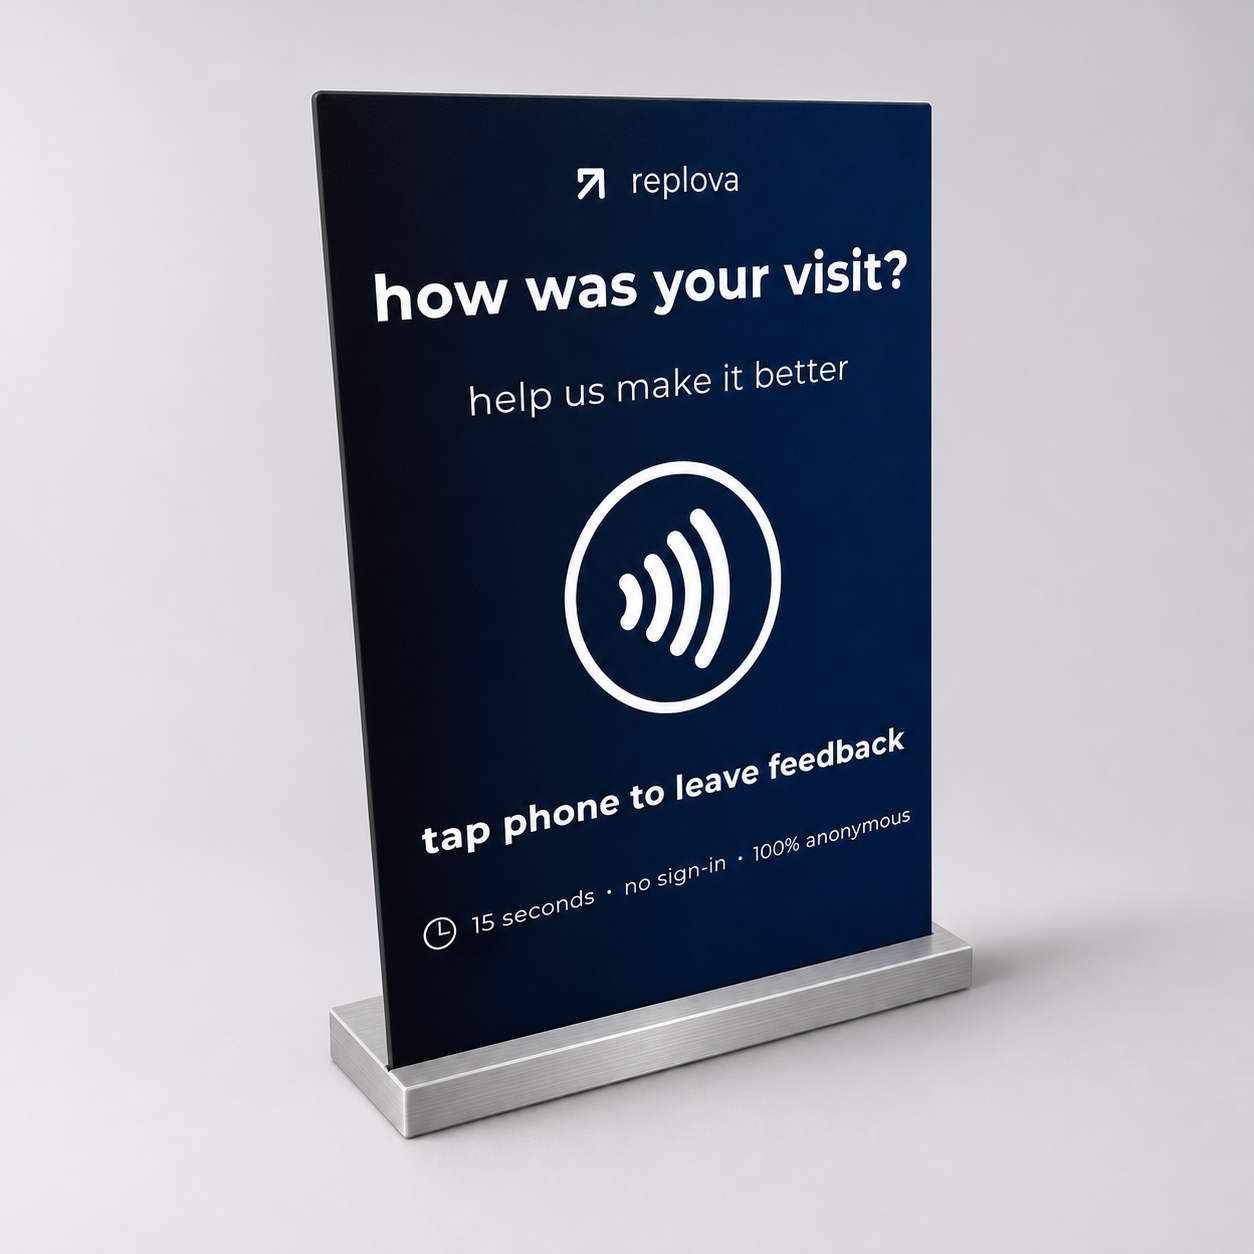 replova
how was your visit?
help us make it better
tap phone to leave feedback
15 seconds • no sign-in • 100% anonymous